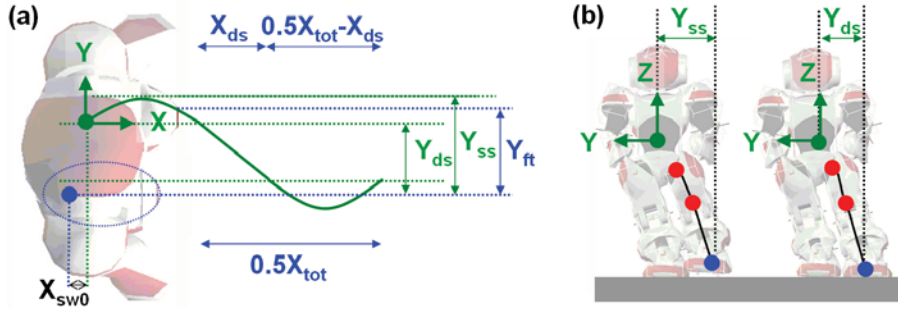 (a)
X_ds 0.5X_tot-X_ds
Y
X
Y_ds
Y_ss
Y_ft
0.5X_tot
X_sw0
(b)
Y_ss
Y_ds
Z
Z
Y
Y